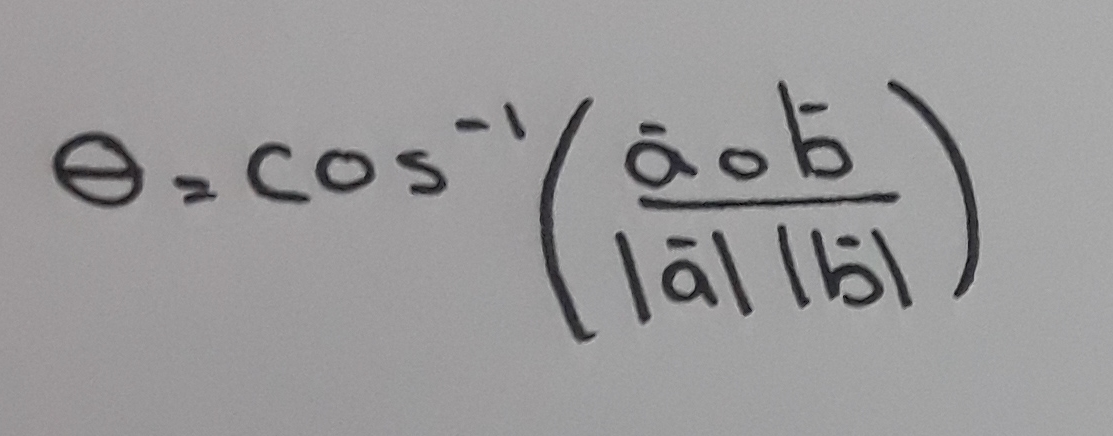 θ = cos⁻¹ ( ā ∘ b̄ / |ā| |b̄| )